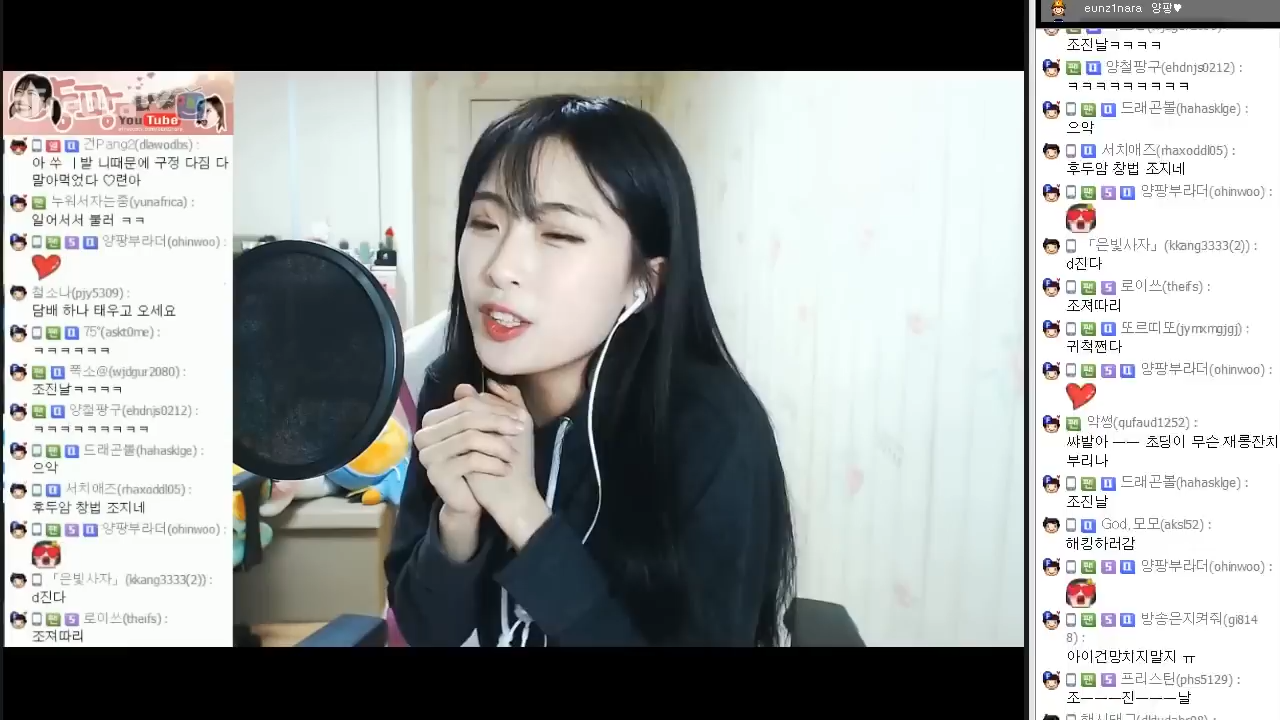 You Tube
건Pang2(dlawodbs) :
아 쑤 ㅣ발 니때문에 구정 다짐 다
말아먹었다 ♡련아
누워서자는중(yunafrica) :
일어서서 불러 ㅋㅋ
양팡부라더(ohinwoo) :
철소나(pjy5309) :
담배 하나 태우고 오세요
75°(askt0me) :
ㅋㅋㅋㅋㅋㅋ
폭소@(wjdgur2080) :
조진날ㅋㅋㅋㅋ
양철팡구(ehdnjs0212) :
ㅋㅋㅋㅋㅋㅋㅋㅋㅋ
드래곤볼(hahasklge) :
으악
서치애즈(rhaxoddl05) :
후두암 창법 조지네
양팡부라더(ohinwoo) :
「은빛사자」(kkang3333(2)) :
d진다
로이쓰(theifs) :
조져따리
eunz1nara 양팡♥
조진날ㅋㅋㅋㅋ
양철팡구(ehdnjs0212) :
ㅋㅋㅋㅋㅋㅋㅋㅋㅋ
드래곤볼(hahasklge) :
으악
서치애즈(rhaxoddl05) :
후두암 창법 조지네
양팡부라더(ohinwoo) :
「은빛사자」(kkang3333(2)) :
d진다
로이쓰(theifs) :
조져따리
또르띠또(jymxmgjgj) :
귀척쩐다
양팡부라더(ohinwoo) :
악썽(qufaud1252) :
쌰발아 ㅡㅡ 초딩이 무슨 재롱잔치
부리나
드래곤볼(hahasklge) :
조진날
God,모모(aksl52) :
해킹하러감
양팡부라더(ohinwoo) :
방송은지켜줘(gi814
8) :
아이건망치지말지 ㅠ
프리스틴(phs5129) :
조ㅡㅡㅡ진ㅡㅡㅡ날